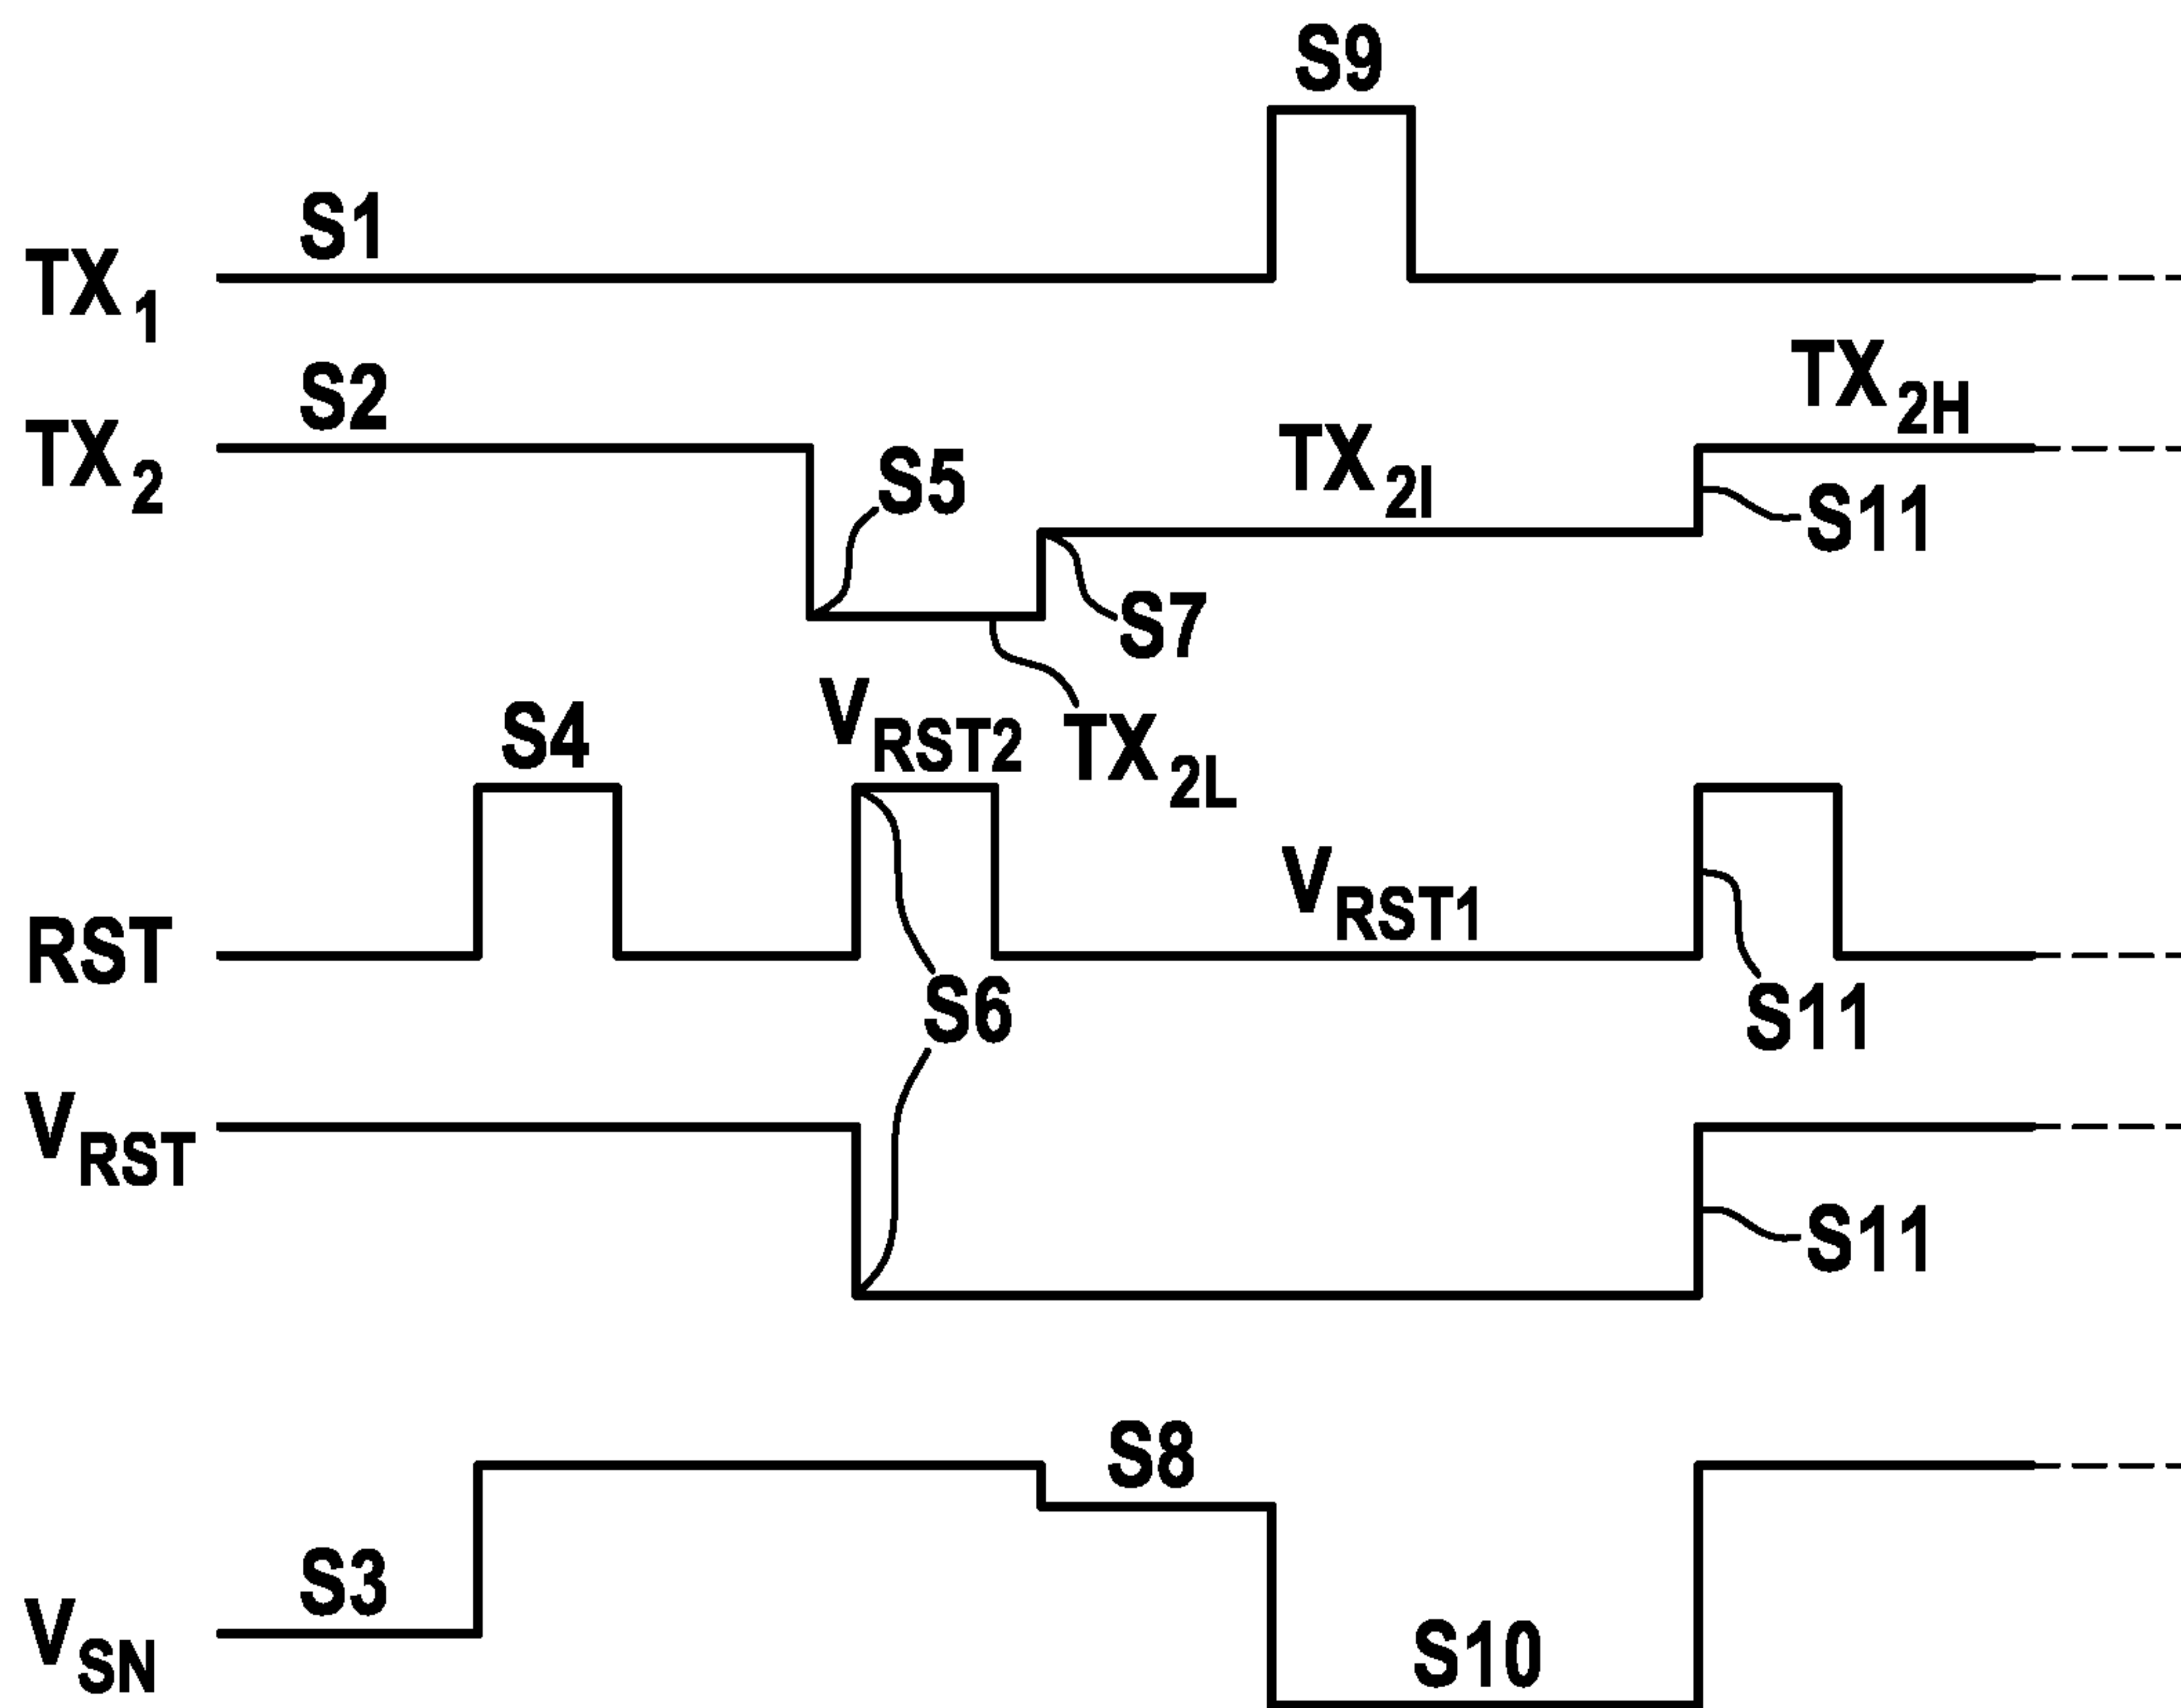 S9
S1
TX1
S2
TX2
TX2H
TX2I
S5
S11
S7
S4
VRST2
TX2L
VRST1
RST
S6
S11
VRST
S11
S8
S3
VSN
S10